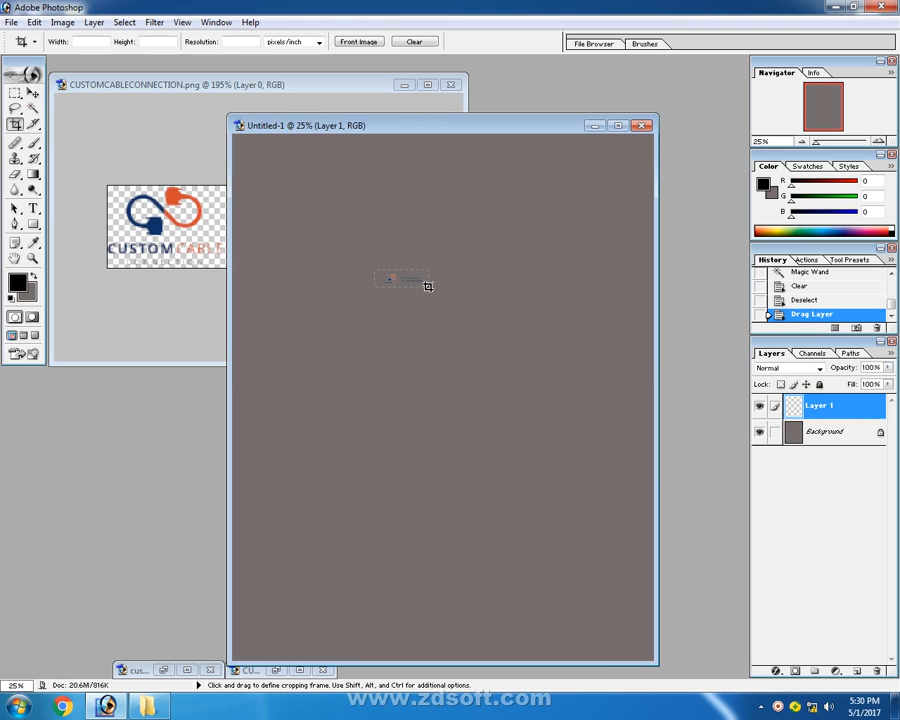 Adobe Photoshop
File Edit Image Layer Select Filter View Window Help
Width: Height: Resolution: pixels/inch Front Image Clear File Browser Brushes
CUSTOMCABLECONNECTION.png @ 195% (Layer 0, RGB)
CUSTOMCABLE
Untitled-1 @ 25% (Layer 1, RGB)
Navigator Info
25%
Color Swatches Styles
R 0
G 0
B 0
History Actions Tool Presets
Magic Wand
Clear
Deselect
Drag Layer
Layers Channels Paths
Normal Opacity: 100%
Lock: Fill: 100%
Layer 1
Background
cus... CU...
25% Doc: 20.6M/816K Click and drag to define cropping frame. Use Shift, Alt, and Ctrl for additional options.
www.zdsoft.com
5:30 PM
5/1/2017